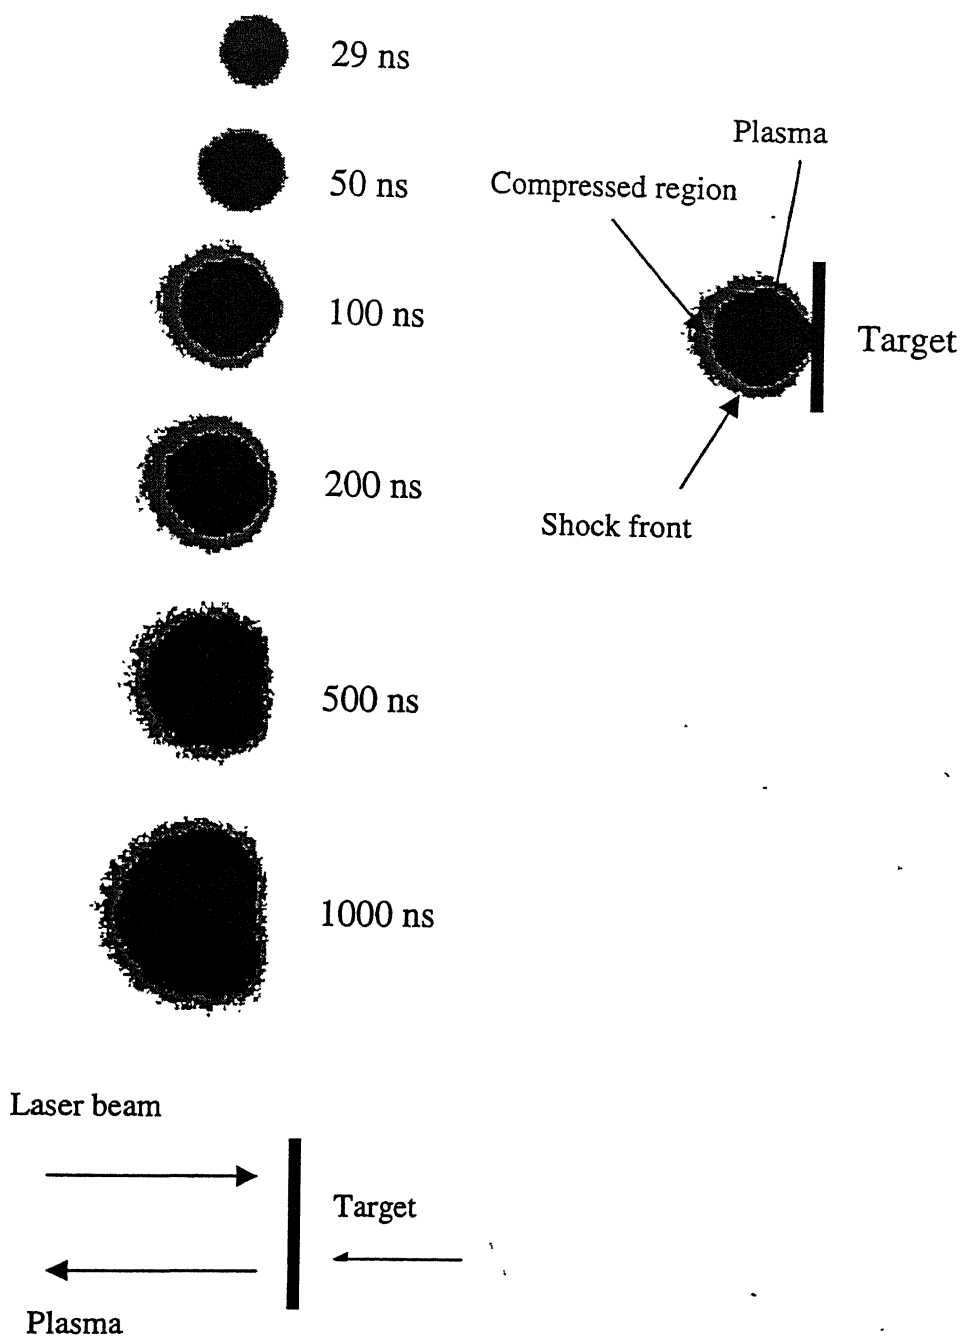 29 ns
50 ns
100 ns
200 ns
500 ns
1000 ns
Plasma
Compressed region
Target
Shock front
Laser beam
Target
Plasma